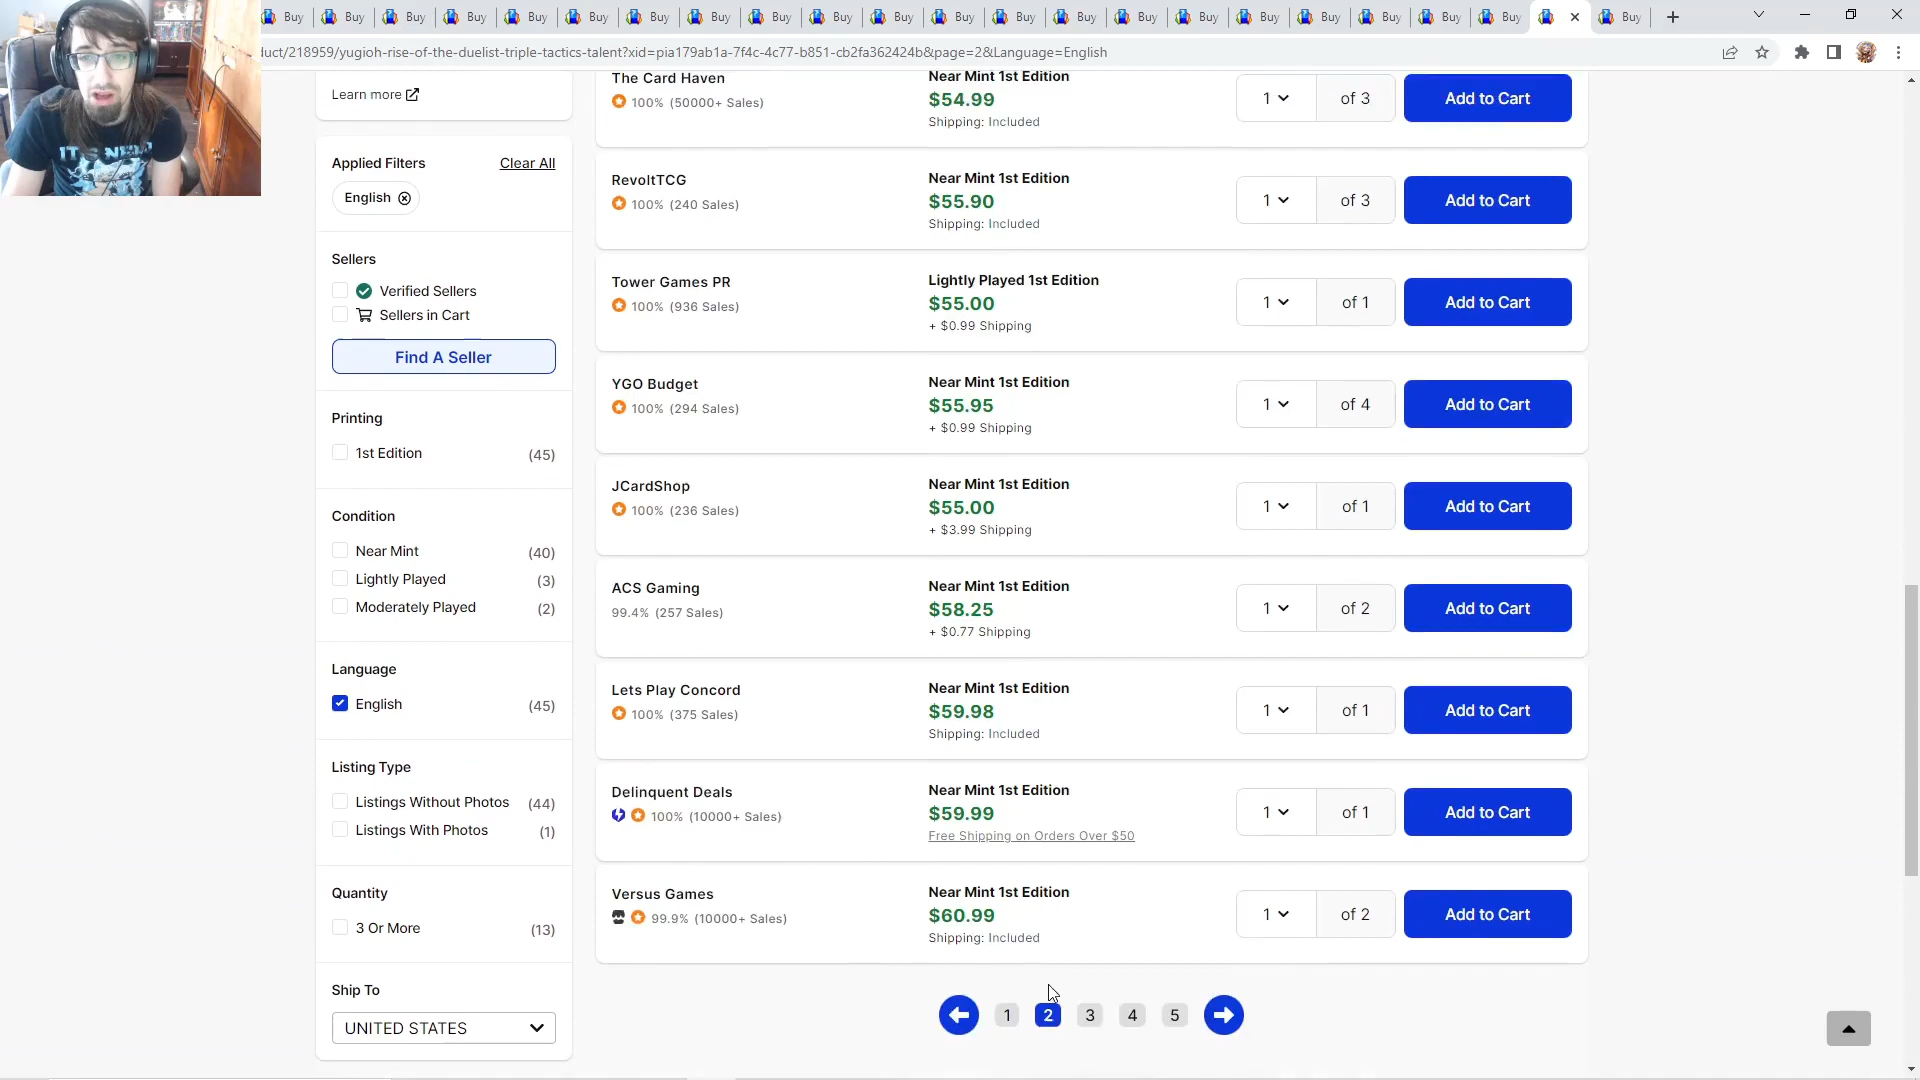 Buy Buy Buy Buy Buy Buy Buy Buy Buy Buy Buy Buy Buy Buy Buy Buy Buy Buy Buy Buy Buy Buy
duct/218959/yugioh-rise-of-the-duelist-triple-tactics-talent?xid=pia179ab1a-7f4c-4c77-b851-cb2fa362424b&page=2&Language=English
IT'S NEW
Learn more
Applied Filters Clear All
English
Sellers
Verified Sellers
Sellers in Cart
Find A Seller
Printing
1st Edition (45)
Condition
Near Mint (40)
Lightly Played (3)
Moderately Played (2)
Language
English (45)
Listing Type
Listings Without Photos (44)
Listings With Photos (1)
Quantity
3 Or More (13)
Ship To
UNITED STATES
The Card Haven
100% (50000+ Sales)
Near Mint 1st Edition
$54.99
Shipping: Included
1 of 3 Add to Cart
RevoltTCG
100% (240 Sales)
Near Mint 1st Edition
$55.90
Shipping: Included
1 of 3 Add to Cart
Tower Games PR
100% (936 Sales)
Lightly Played 1st Edition
$55.00
+ $0.99 Shipping
1 of 1 Add to Cart
YGO Budget
100% (294 Sales)
Near Mint 1st Edition
$55.95
+ $0.99 Shipping
1 of 4 Add to Cart
JCardShop
100% (236 Sales)
Near Mint 1st Edition
$55.00
+ $3.99 Shipping
1 of 1 Add to Cart
ACS Gaming
99.4% (257 Sales)
Near Mint 1st Edition
$58.25
+ $0.77 Shipping
1 of 2 Add to Cart
Lets Play Concord
100% (375 Sales)
Near Mint 1st Edition
$59.98
Shipping: Included
1 of 1 Add to Cart
Delinquent Deals
100% (10000+ Sales)
Near Mint 1st Edition
$59.99
Free Shipping on Orders Over $50
1 of 1 Add to Cart
Versus Games
99.9% (10000+ Sales)
Near Mint 1st Edition
$60.99
Shipping: Included
1 of 2 Add to Cart
1 2 3 4 5